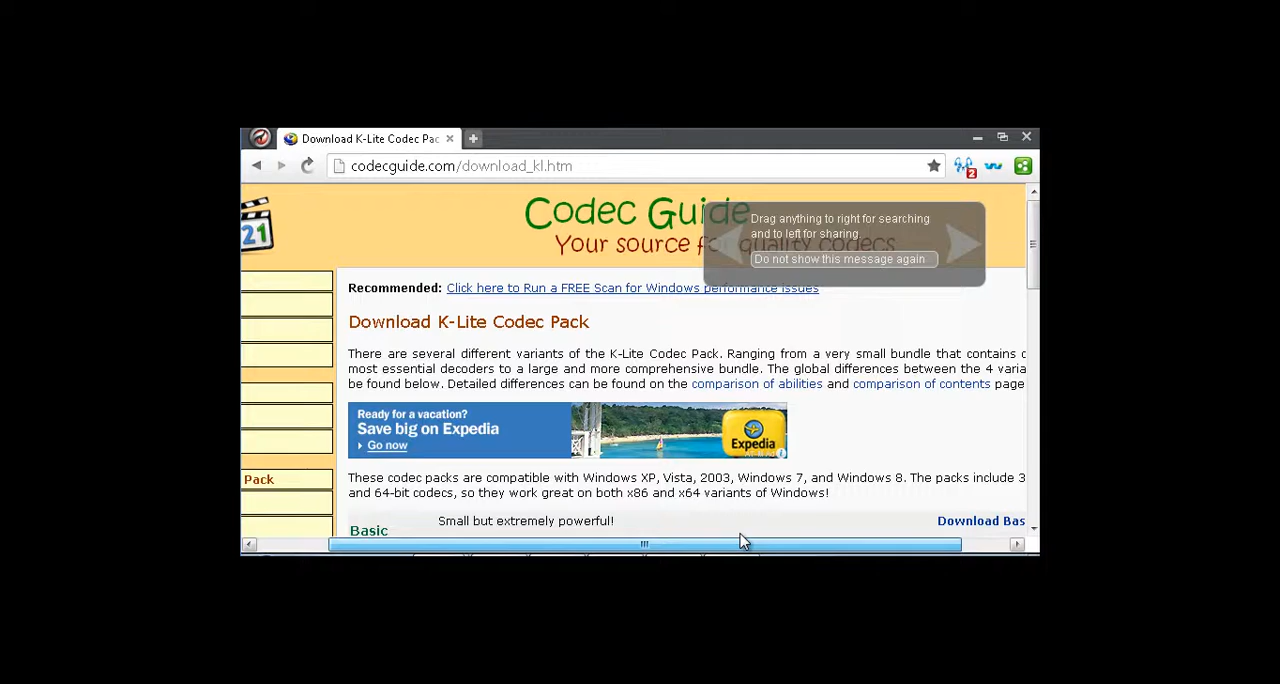 Download K-Lite Codec Pac
codecguide.com/download_kl.htm
2
21
Codec Guide
Your source for quality codecs
Drag anything to right for searching
and to left for sharing.
Do not show this message again
Recommended: Click here to Run a FREE Scan for Windows performance issues
Download K-Lite Codec Pack
There are several different variants of the K-Lite Codec Pack. Ranging from a very small bundle that contains
most essential decoders to a large and more comprehensive bundle. The global differences between the 4 varia
be found below. Detailed differences can be found on the comparison of abilities and comparison of contents page
Ready for a vacation?
Save big on Expedia
Go now
Expedia
These codec packs are compatible with Windows XP, Vista, 2003, Windows 7, and Windows 8. The packs include 3
and 64-bit codecs, so they work great on both x86 and x64 variants of Windows!
Pack
Small but extremely powerful!
Download Bas
Basic